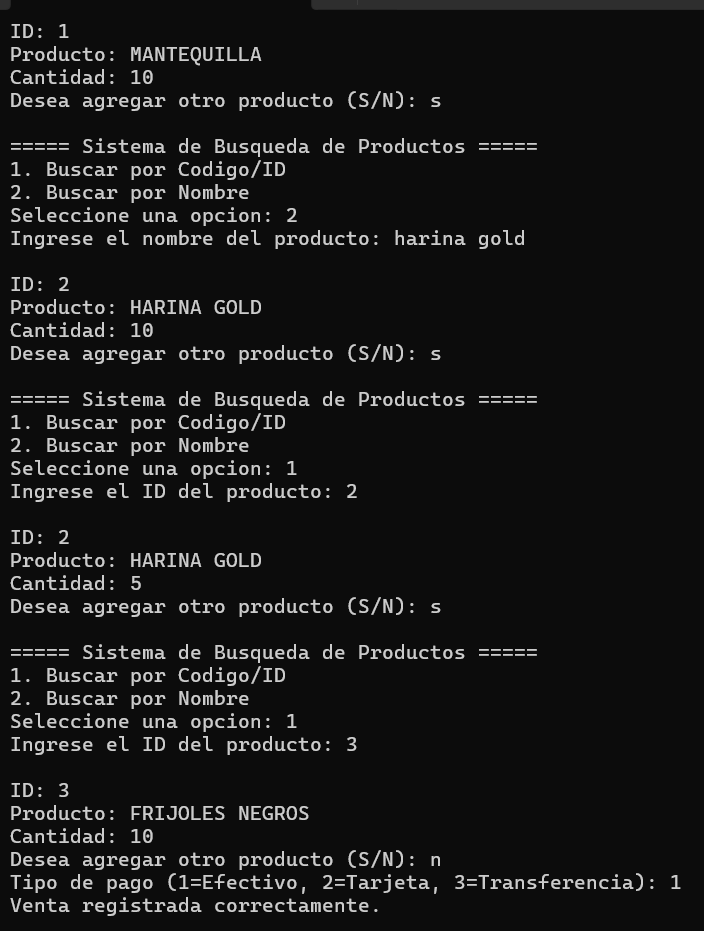 ID: 1
Producto: MANTEQUILLA
Cantidad: 10
Desea agregar otro producto (S/N): s
===== Sistema de Busqueda de Productos =====
1. Buscar por Codigo/ID
2. Buscar por Nombre
Seleccione una opcion: 2
Ingrese el nombre del producto: harina gold
ID: 2
Producto: HARINA GOLD
Cantidad: 10
Desea agregar otro producto (S/N): s
===== Sistema de Busqueda de Productos =====
1. Buscar por Codigo/ID
2. Buscar por Nombre
Seleccione una opcion: 1
Ingrese el ID del producto: 2
ID: 2
Producto: HARINA GOLD
Cantidad: 5
Desea agregar otro producto (S/N): s
===== Sistema de Busqueda de Productos =====
1. Buscar por Codigo/ID
2. Buscar por Nombre
Seleccione una opcion: 1
Ingrese el ID del producto: 3
ID: 3
Producto: FRIJOLES NEGROS
Cantidad: 10
Desea agregar otro producto (S/N): n
Tipo de pago (1=Efectivo, 2=Tarjeta, 3=Transferencia): 1
Venta registrada correctamente.